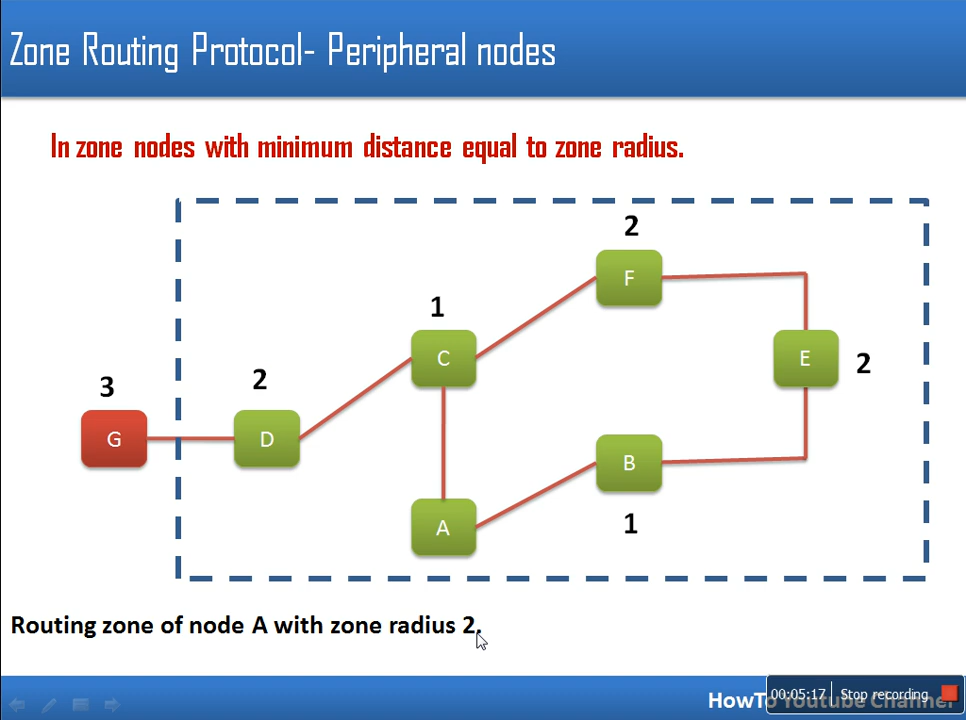 Zone Routing Protocol- Peripheral nodes
In zone nodes with minimum distance equal to zone radius.
2
F
1
C
E
2
3
2
G
D
B
A
1
Routing zone of node A with zone radius 2.
HowTo Youtube Channel
00:05:17 Stop recording